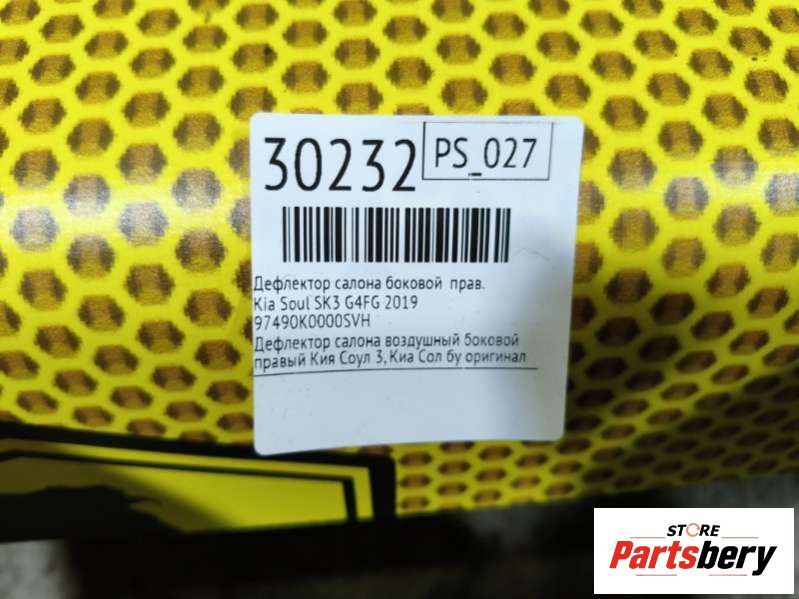 30232
PS_027
Дефлектор салона боковой прав.
Kia Soul SK3 G4FG 2019
97490K0000SVH
Дефлектор салона воздушный боковой
правый Кия Соул 3, Киа Сол бу оригинал
STORE
Partsbery